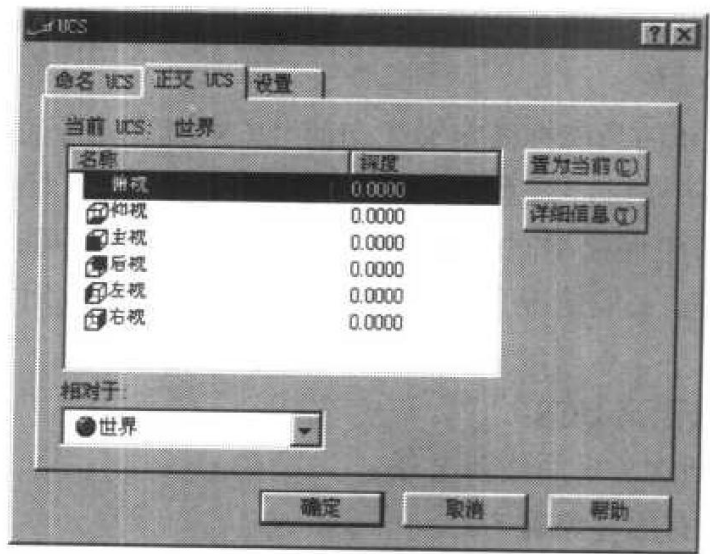 UCS
命名 UCS 正交 UCS 设置
当前 UCS: 世界
名称 深度
俯视 0.0000
仰视 0.0000
主视 0.0000
后视 0.0000
左视 0.0000
右视 0.0000
置为当前(C)
详细信息(T)
相对于:
世界
确定 取消 帮助